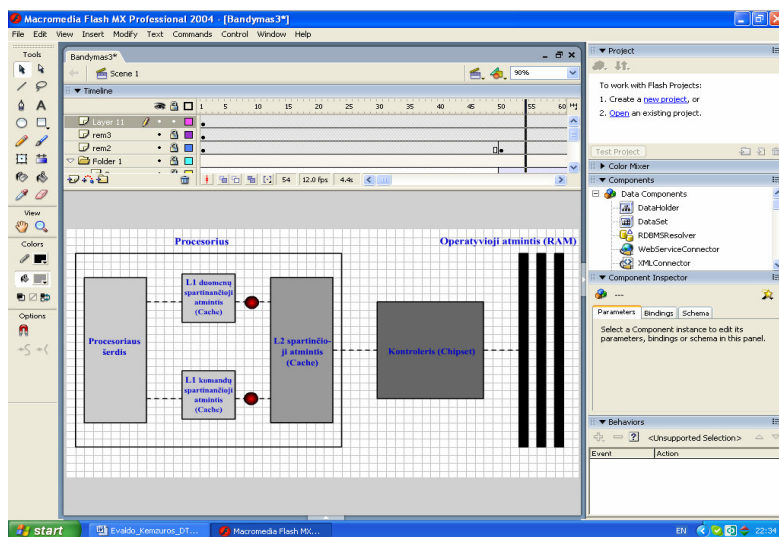 Macromedia Flash MX Professional 2004 - [Bandymas3*]
File Edit View Insert Modify Text Commands Control Window Help
Tools
View
Colors
Options
Bandymas3*
Scene 1
90%
Timeline
1 5 10 15 20 25 30 35 40 45 50 55 60
Layer 11
rem3
rem2
Folder 1
54 12.0 fps 4.4s
Procesorius
Operatyvioji atmintis (RAM)
Procesoriaus
šerdis
L1 duomenų
spartinančioji
atmintis
(Cache)
L1 komandų
spartinančioji
atmintis
(Cache)
L2 spartinčio-
ji atmintis
(Cache)
Kontroleris (Chipset)
Project
To work with Flash Projects:
1. Create a new project, or
2. Open an existing project.
Test Project
Color Mixer
Components
Data Components
DataHolder
DataSet
RDBMSResolver
WebServiceConnector
XMLConnector
Component Inspector
---
Parameters Bindings Schema
Select a Component instance to edit its
parameters, bindings or schema in this panel.
Behaviors
<Unsupported Selection>
Event Action
start
Evaldo_Kemzuros_DT...
Macromedia Flash MX...
EN
22:34